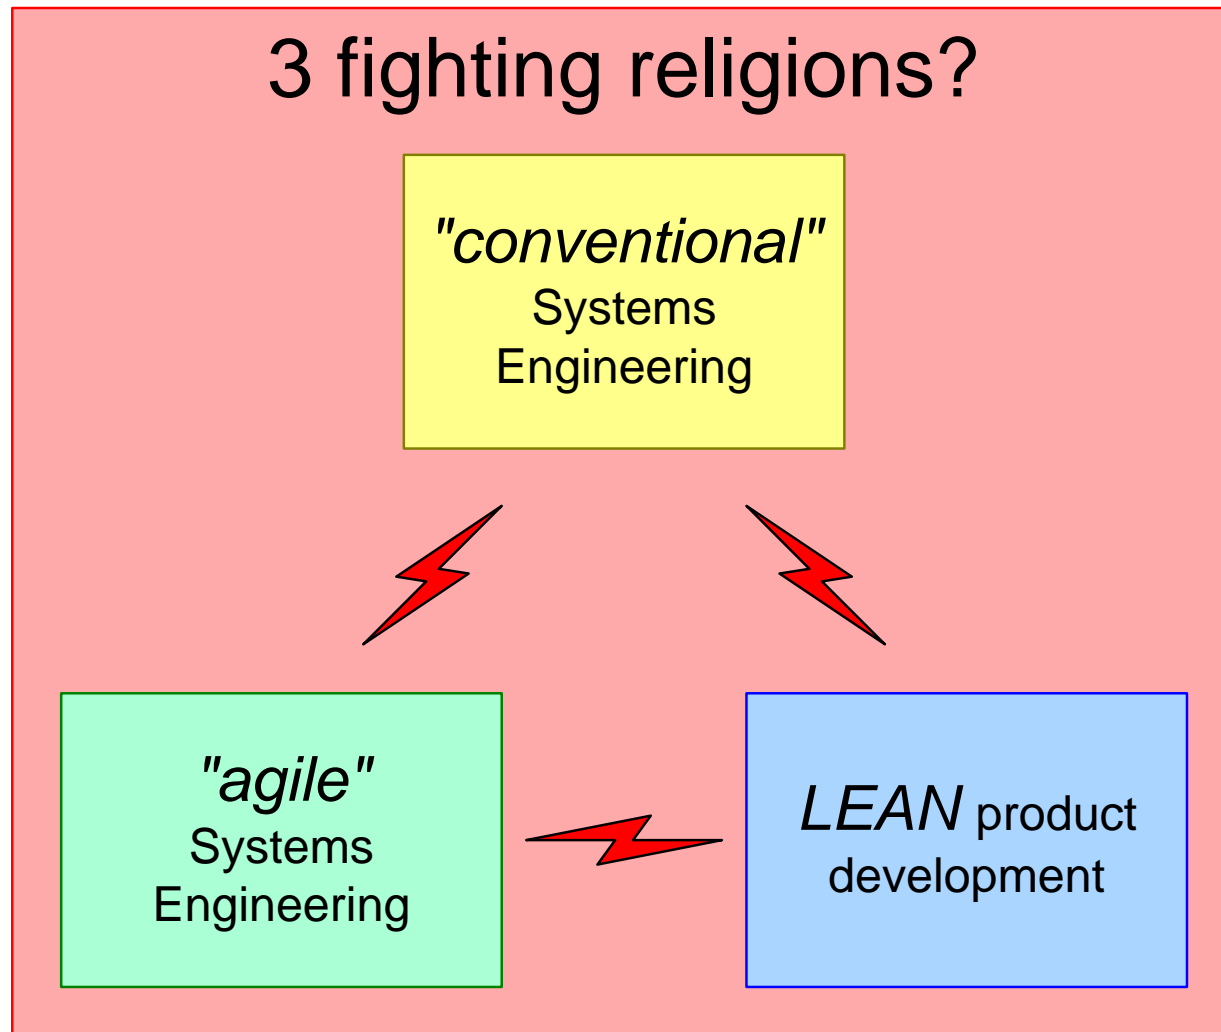 3 fighting religions?
"conventional"
Systems
Engineering
"agile"
Systems
Engineering
LEAN product
development